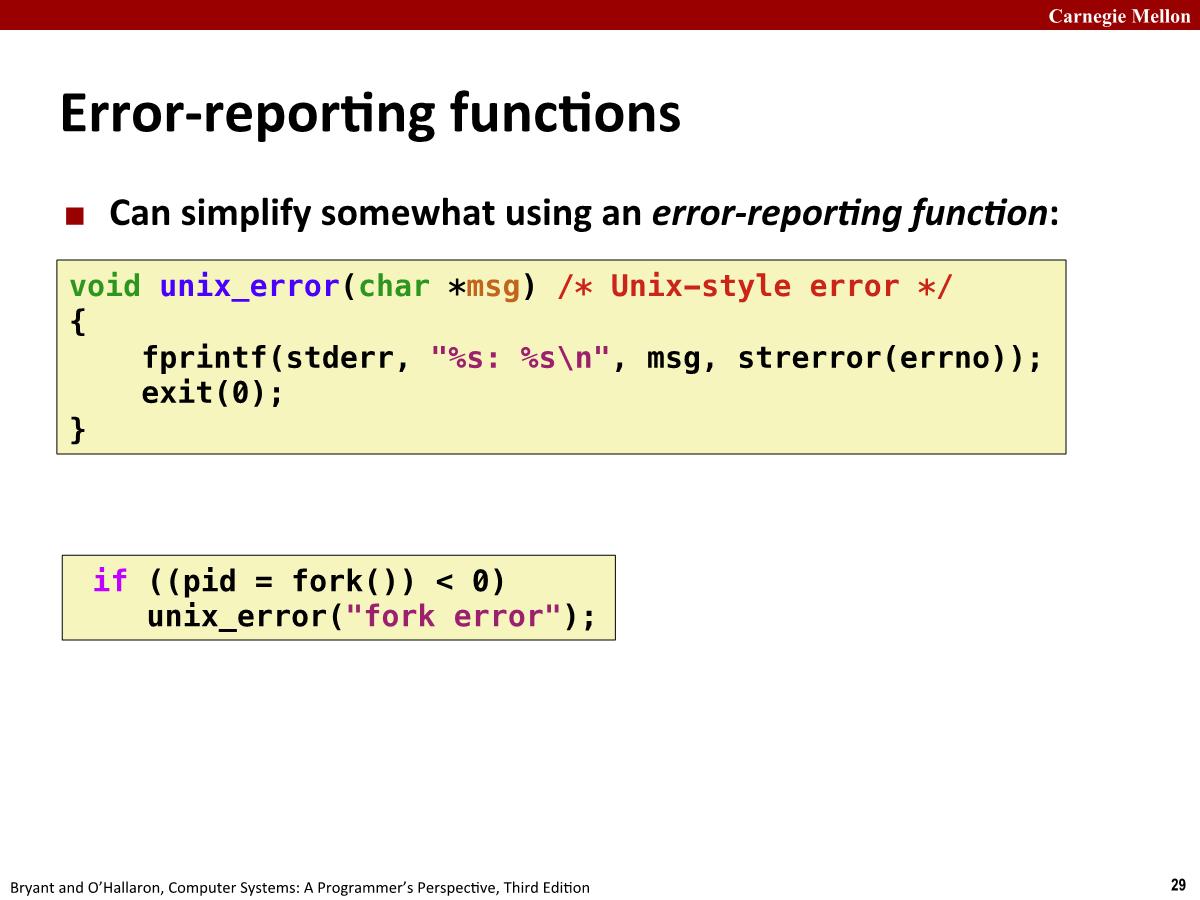 Carnegie Mellon
Error-reporting functions
■ Can simplify somewhat using an error-reporting function:
void unix_error(char *msg) /* Unix-style error */
{
    fprintf(stderr, "%s: %s\n", msg, strerror(errno));
    exit(0);
}
if ((pid = fork()) < 0)
   unix_error("fork error");
Bryant and O’Hallaron, Computer Systems: A Programmer’s Perspective, Third Edition
29